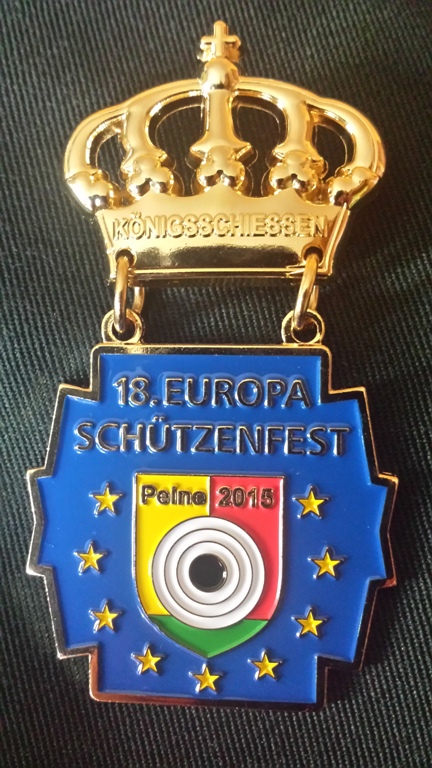 KÖNIGSSCHIESSEN
18. EUROPA
SCHÜTZENFEST
Peine 2015